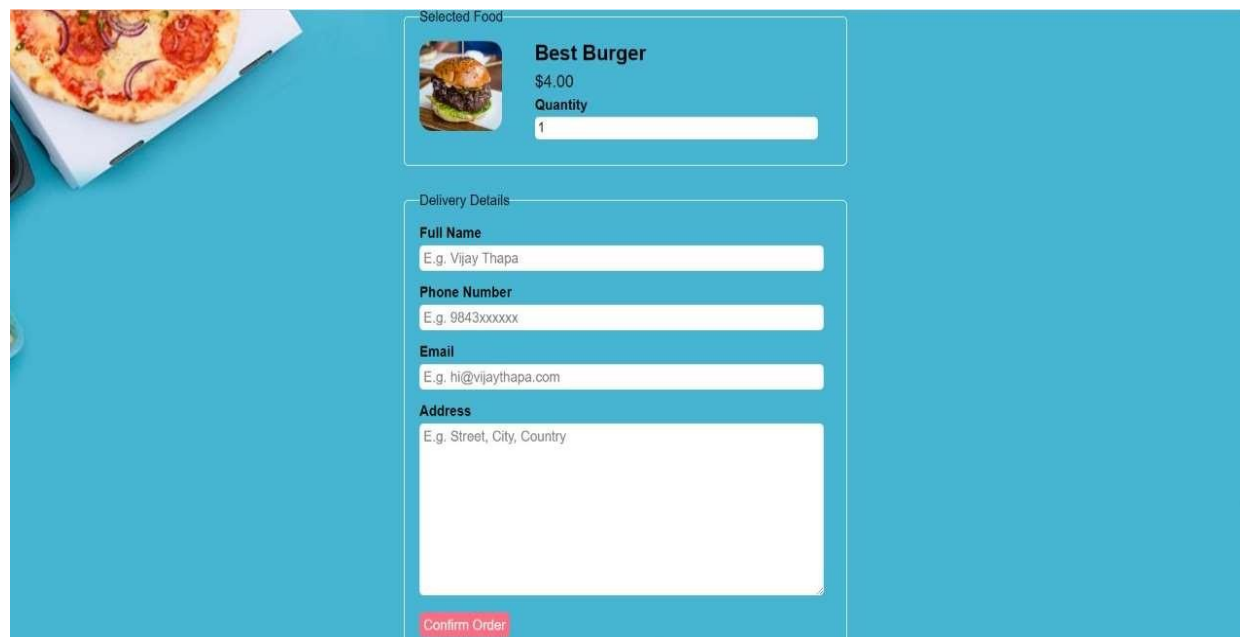 Selected Food
Best Burger
$4.00
Quantity
1
Delivery Details
Full Name
E.g. Vijay Thapa
Phone Number
E.g. 9843xxxxxx
Email
E.g. hi@vijaythapa.com
Address
E.g. Street, City, Country
Confirm Order